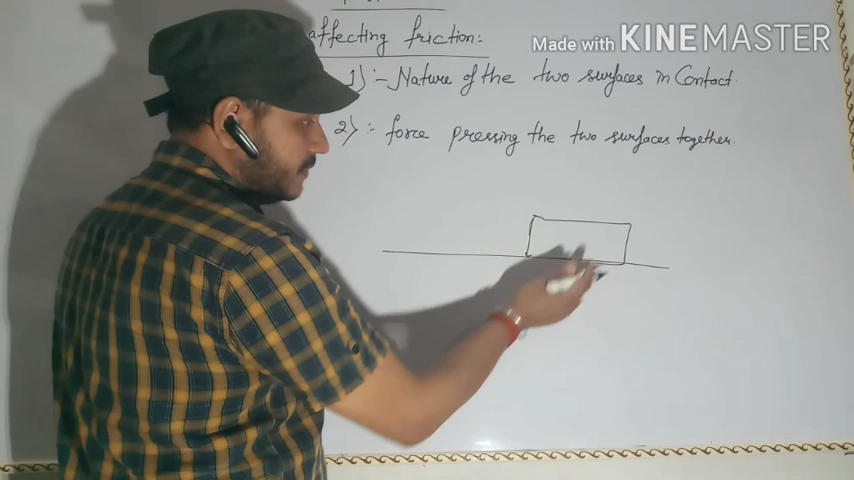 Made with KINEMASTER
affecting friction:-
1) :- Nature of the two surfaces in Contact.
2) :- force pressing the two surfaces together.